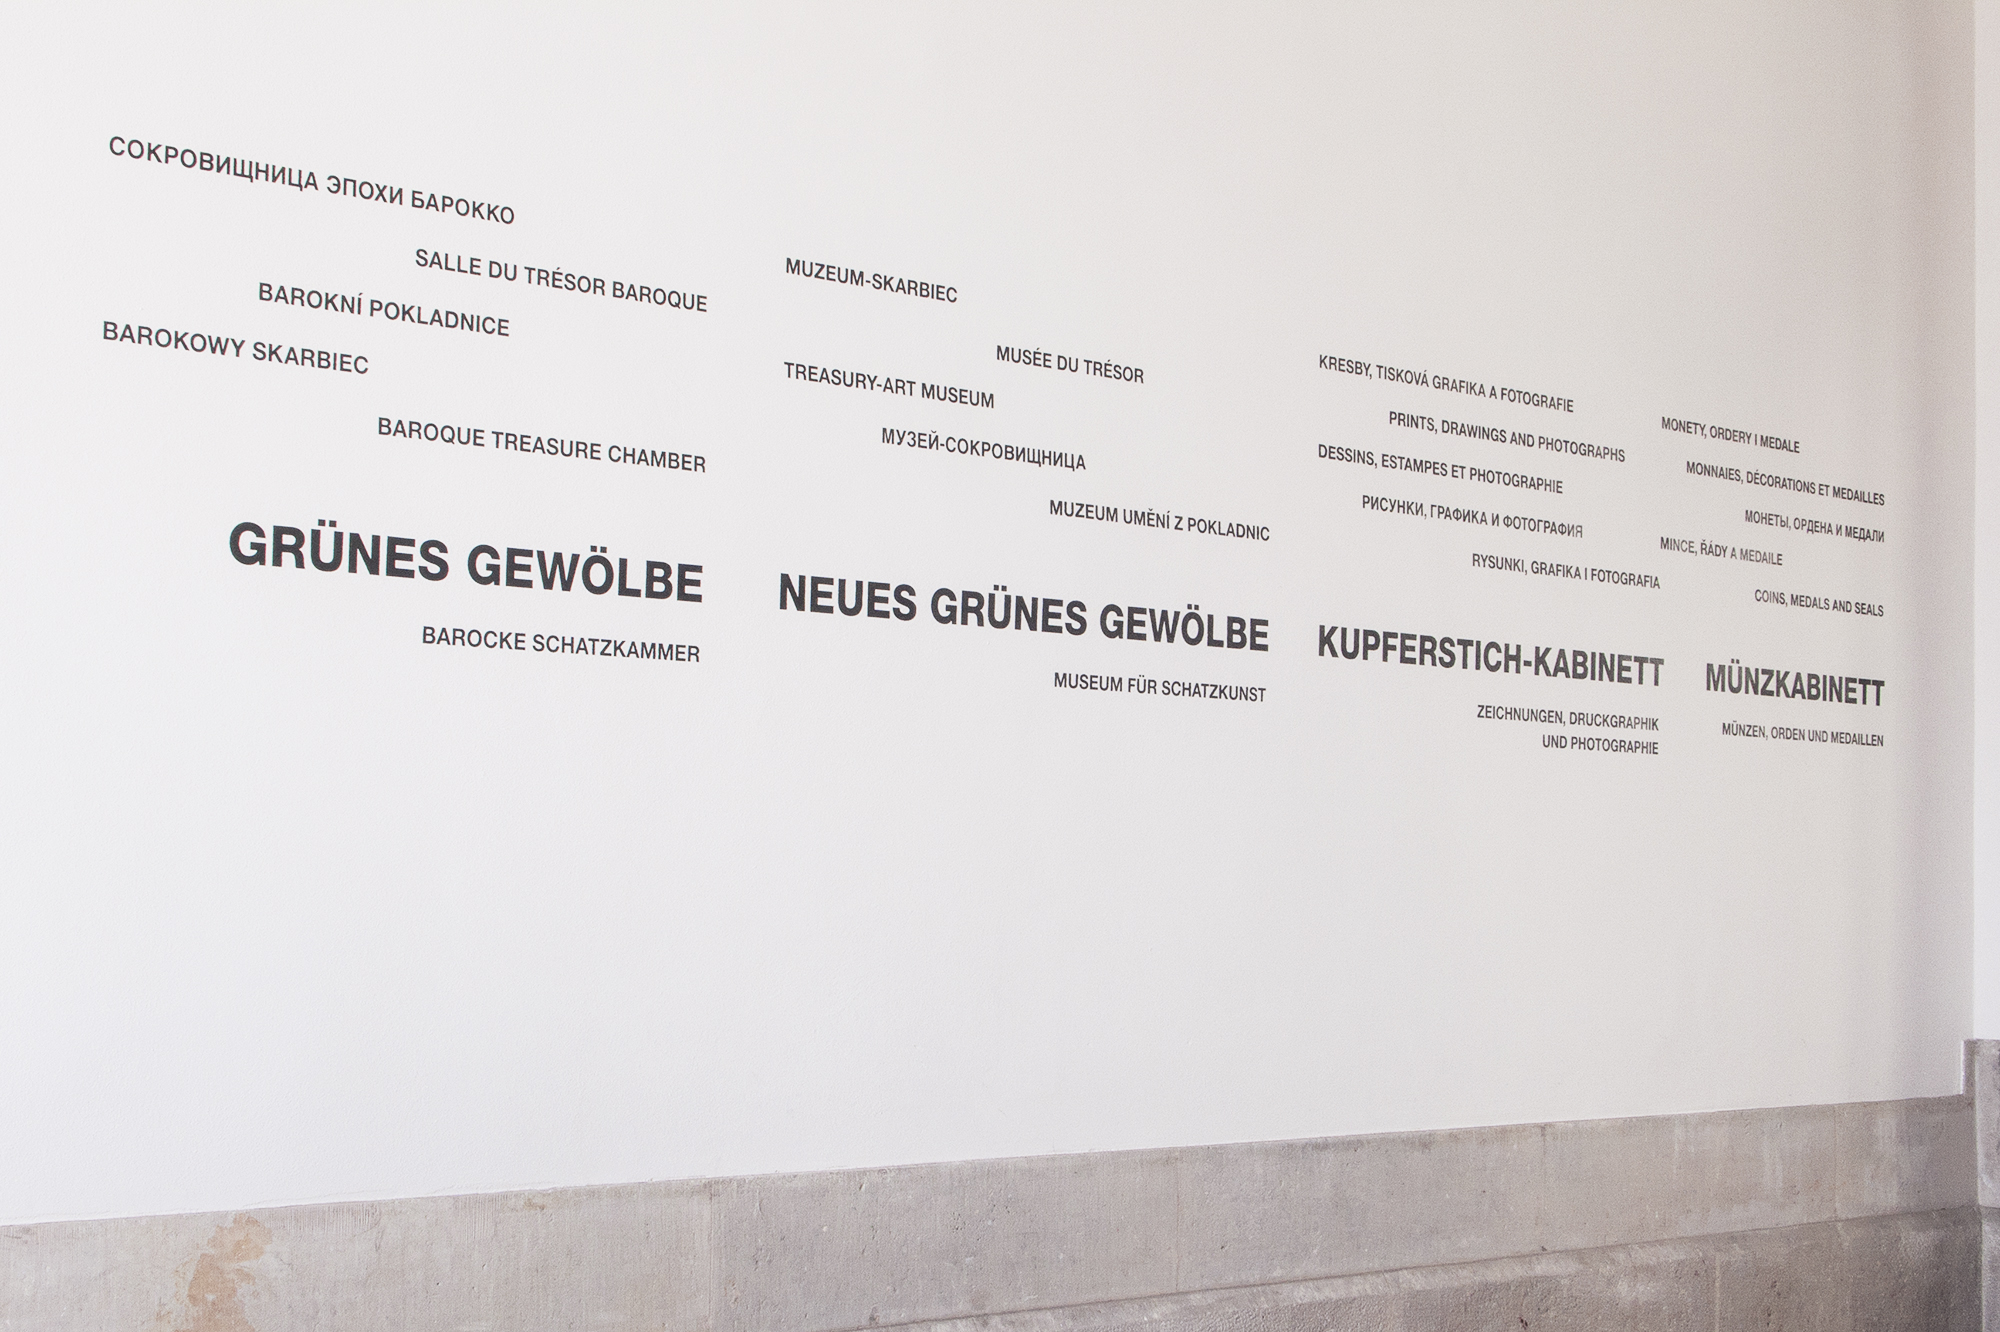 СОКРОВИЩНИЦА ЭПОХИ БАРОККО
SALLE DU TRÉSOR BAROQUE
BAROKNÍ POKLADNICE
BAROKOWY SKARBIEC
BAROQUE TREASURE CHAMBER
GRÜNES GEWÖLBE
BAROCKE SCHATZKAMMER
MUZEUM-SKARBIEC
MUSÉE DU TRÉSOR
TREASURY-ART MUSEUM
МУЗЕЙ-СОКРОВИЩНИЦА
MUZEUM UMĚNÍ Z POKLADNIC
NEUES GRÜNES GEWÖLBE
MUSEUM FÜR SCHATZKUNST
KRESBY, TISKOVÁ GRAFIKA A FOTOGRAFIE
PRINTS, DRAWINGS AND PHOTOGRAPHS
DESSINS, ESTAMPES ET PHOTOGRAPHIE
РИСУНКИ, ГРАФИКА И ФОТОГРАФИЯ
RYSUNKI, GRAFIKA I FOTOGRAFIA
KUPFERSTICH-KABINETT
ZEICHNUNGEN, DRUCKGRAPHIK
UND PHOTOGRAPHIE
MONETY, ORDERY I MEDALE
MONNAIES, DÉCORATIONS ET MEDAILLES
МОНЕТЫ, ОРДЕНА И МЕДАЛИ
MINCE, ŘÁDY A MEDAILE
COINS, MEDALS AND SEALS
MÜNZKABINETT
MÜNZEN, ORDEN UND MEDAILLEN